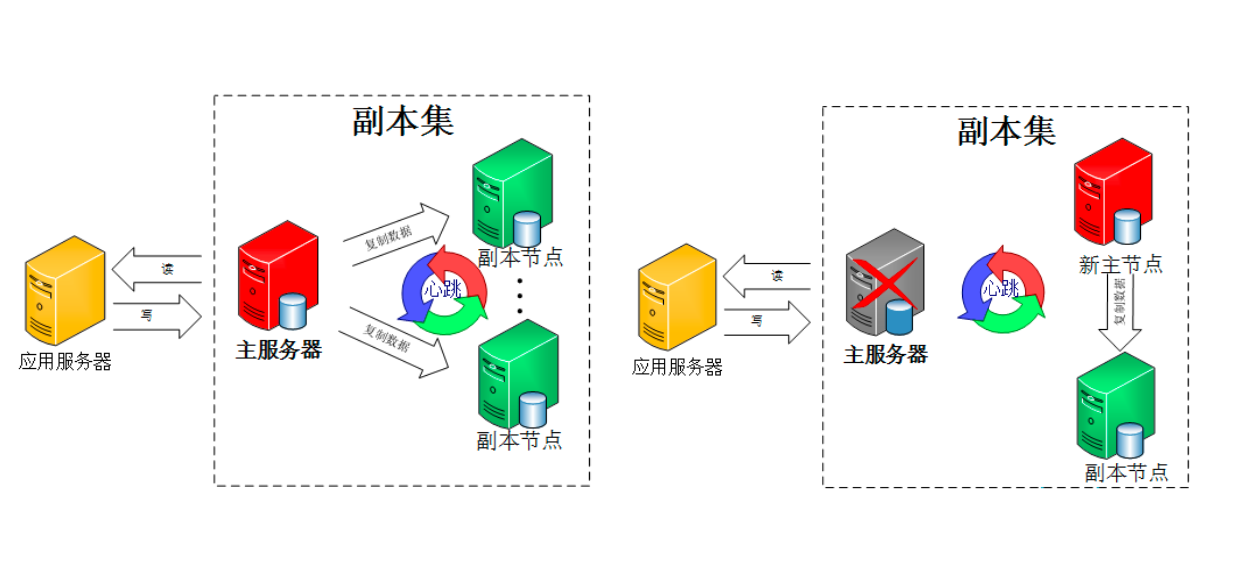 副本集
复制数据
副本节点
读
心跳
写
主服务器
应用服务器
复制数据
副本节点
副本集
新主节点
读
心跳
复制数据
写
主服务器
应用服务器
副本节点